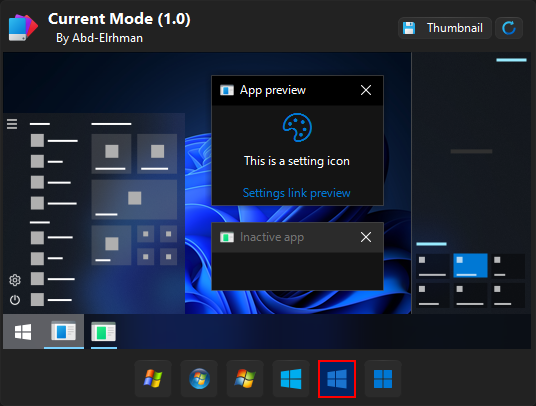 Current Mode (1.0)
By Abd-Elrhman
Thumbnail
App preview
This is a setting icon
Settings link preview
Inactive app